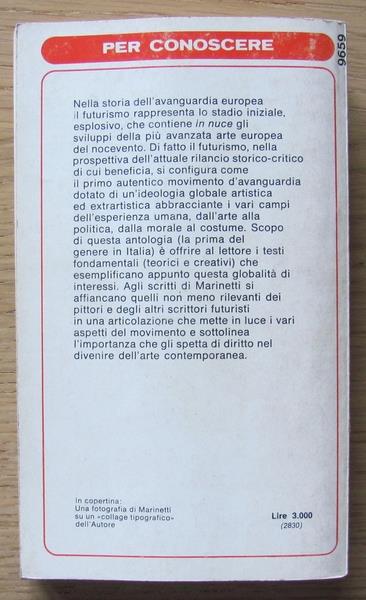 PER CONOSCERE
9659
Nella storia dell'avanguardia europea
il futurismo rappresenta lo stadio iniziale,
esplosivo, che contiene in nuce gli
sviluppi della più avanzata arte europea
del nocevento. Di fatto il futurismo, nella
prospettiva dell'attuale rilancio storico-critico
di cui beneficia, si configura come
il primo autentico movimento d'avanguardia
dotato di un'ideologia globale artistica
ed extrartistica abbracciante i vari campi
dell'esperienza umana, dall'arte alla
politica, dalla morale al costume. Scopo
di questa antologia (la prima del
genere in Italia) è offrire al lettore i testi
fondamentali (teorici e creativi) che
esemplificano appunto questa globalità di
interessi. Agli scritti di Marinetti si
affiancano quelli non meno rilevanti dei
pittori e degli altri scrittori futuristi
in una articolazione che mette in luce i vari
aspetti del movimento e sottolinea
l'importanza che gli spetta di diritto nel
divenire dell'arte contemporanea.
In copertina:
Una fotografia di Marinetti
su un «collage tipografico»
dell'Autore
Lire 3.000
(2830)